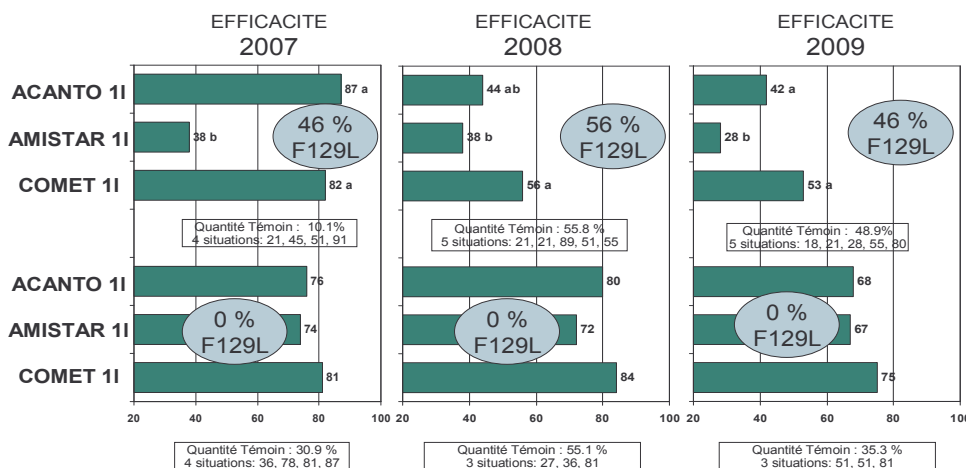 EFFICACITE
2007
EFFICACITE
2008
EFFICACITE
2009
ACANTO 1l
AMISTAR 1l
COMET 1l
87 a
38 b
82 a
46 %
F129L
44 ab
38 b
56 a
56 %
F129L
42 a
28 b
53 a
46 %
F129L
Quantité Témoin : 10.1%
4 situations: 21, 45, 51, 91
Quantité Témoin : 55.8 %
5 situations: 21, 21, 89, 51, 55
Quantité Témoin : 48.9%
5 situations: 18, 21, 28, 55, 80
ACANTO 1l
AMISTAR 1l
COMET 1l
76
74
81
0 %
F129L
80
72
84
0 %
F129L
68
67
75
0 %
F129L
20 40 60 80 100
20 40 60 80 100
20 40 60 80 100
Quantité Témoin : 30.9 %
4 situations: 36, 78, 81, 87
Quantité Témoin : 55.1 %
3 situations: 27, 36, 81
Quantité Témoin : 35.3 %
3 situations: 51, 51, 81